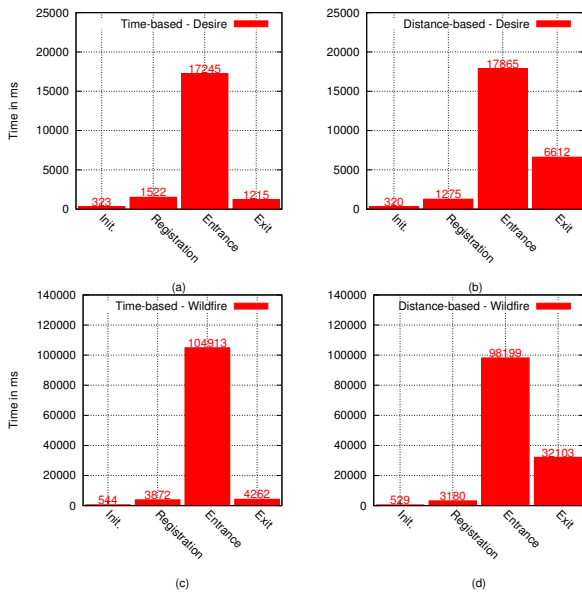 25000
Time-based - Desire
20000
17245
15000
10000
5000
0
323
1522
1215
Time in ms
Init.
Registration
Entrance
Exit
(a)
25000
Distance-based - Desire
20000
17865
15000
10000
5000
0
320
1275
6612
Init.
Registration
Entrance
Exit
(b)
140000
Time-based - Wildfire
120000
104913
100000
80000
60000
40000
20000
0
544
3872
4262
Time in ms
Init.
Registration
Entrance
Exit
(c)
140000
Distance-based - Wildfire
120000
100000
98199
80000
60000
40000
32103
20000
0
529
3180
Init.
Registration
Entrance
Exit
(d)